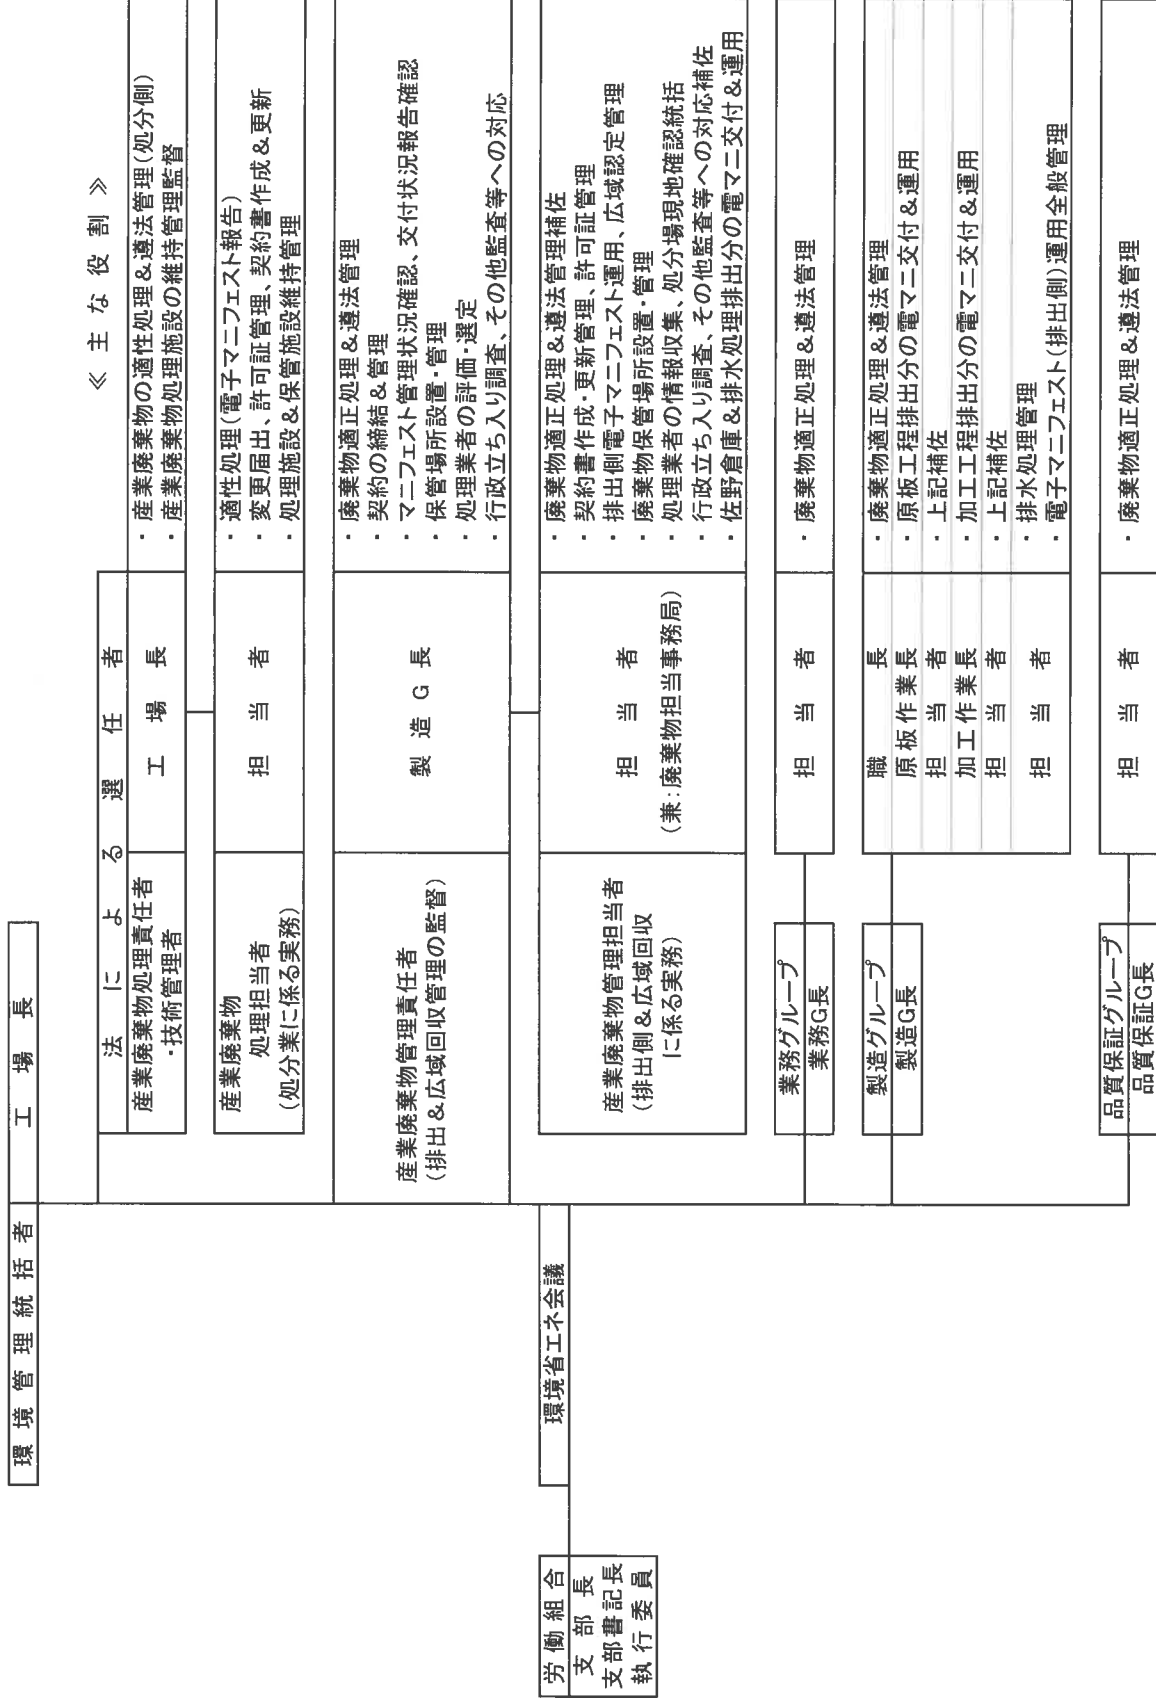 環境管理統括者
工場長
≪ 主な役割 ≫
法による選任者
産業廃棄物処理責任者
・技術管理者
工場長
・ 産業廃棄物の適性処理&遵法管理(処分側)
・ 産業廃棄物処理施設の維持管理監督
産業廃棄物
処理担当者
(処分業に係る実務)
担当者
・ 適性処理(電子マニフェスト報告)
・ 変更届出、許可証管理、契約書作成&更新
・ 処理施設&保管施設維持管理
産業廃棄物管理責任者
(排出&広域回収管理の監督)
製造G長
・ 廃棄物適正処理&遵法管理
・ 契約の締結&管理
・ マニフェスト管理状況確認、交付状況報告確認
・ 保管場所設置・管理
・ 処理業者の評価・選定
・ 行政立ち入り調査、その他監査等への対応
労働組合
支部長
支部書記長
執行委員
環境省エネ会議
産業廃棄物管理担当者
(排出側&広域回収
に係る実務)
担当者
(兼:廃棄物担当事務局)
・ 廃棄物適正処理&遵法管理補佐
・ 契約書作成・更新管理、許可証管理
・ 排出側電子マニフェスト運用、広域認定管理
・ 廃棄物保管場所設置・管理
・ 処理業者の情報収集、処分場現地確認統括
・ 行政立ち入り調査、その他監査等への対応補佐
・ 佐野倉庫&排水処理排出分の電マニ交付&運用
業務グループ
業務G長
担当者
・ 廃棄物適正処理&遵法管理
製造グループ
製造G長
職長
・ 廃棄物適正処理&遵法管理
原板作業長
・ 原板工程排出分の電マニ交付&運用
担当者
・ 上記補佐
加工作業長
・ 加工工程排出分の電マニ交付&運用
担当者
・ 上記補佐
担当者
・ 排水処理管理
・ 電子マニフェスト(排出側)運用全般管理
品質保証グループ
品質保証G長
担当者
・ 廃棄物適正処理&遵法管理